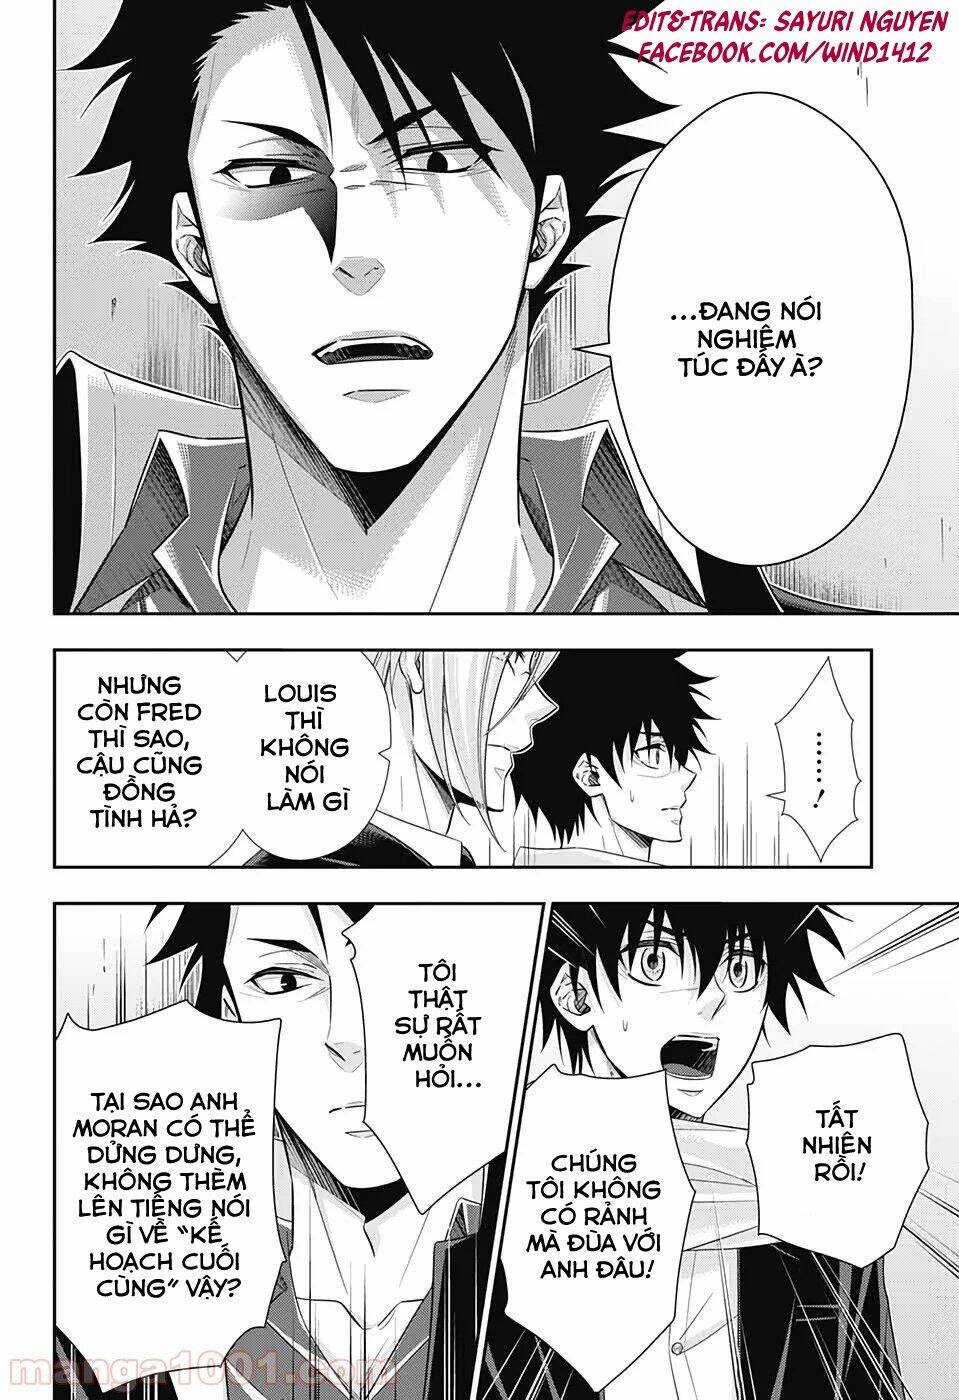 EDIT&TRANS: SAYURI NGUYEN
FACEBOOK.COM/WIND1412
...ĐANG NÓI
NGHIÊM
TÚC ĐẤY À?
......!
LOUIS
THÌ
KHÔNG
NÓI
LÀM GÌ
NHƯNG
CÒN FRED
THÌ SAO,
CẬU CŨNG
ĐỒNG
TÌNH HẢ?
TẤT
NHIÊN
RỒI!
CHÚNG
TÔI KHÔNG
CÓ RẢNH
MÀ ĐÙA VỚI
ANH ĐÂU!
TÔI
THẬT
SỰ RẤT
MUỐN
HỎI...
TẠI SAO ANH
MORAN CÓ THỂ
DỬNG DƯNG,
KHÔNG THÈM
LÊN TIẾNG NÓI
GÌ VỀ "KẾ
HOẠCH CUỐI
CÙNG" VẬY?
manga1001.com